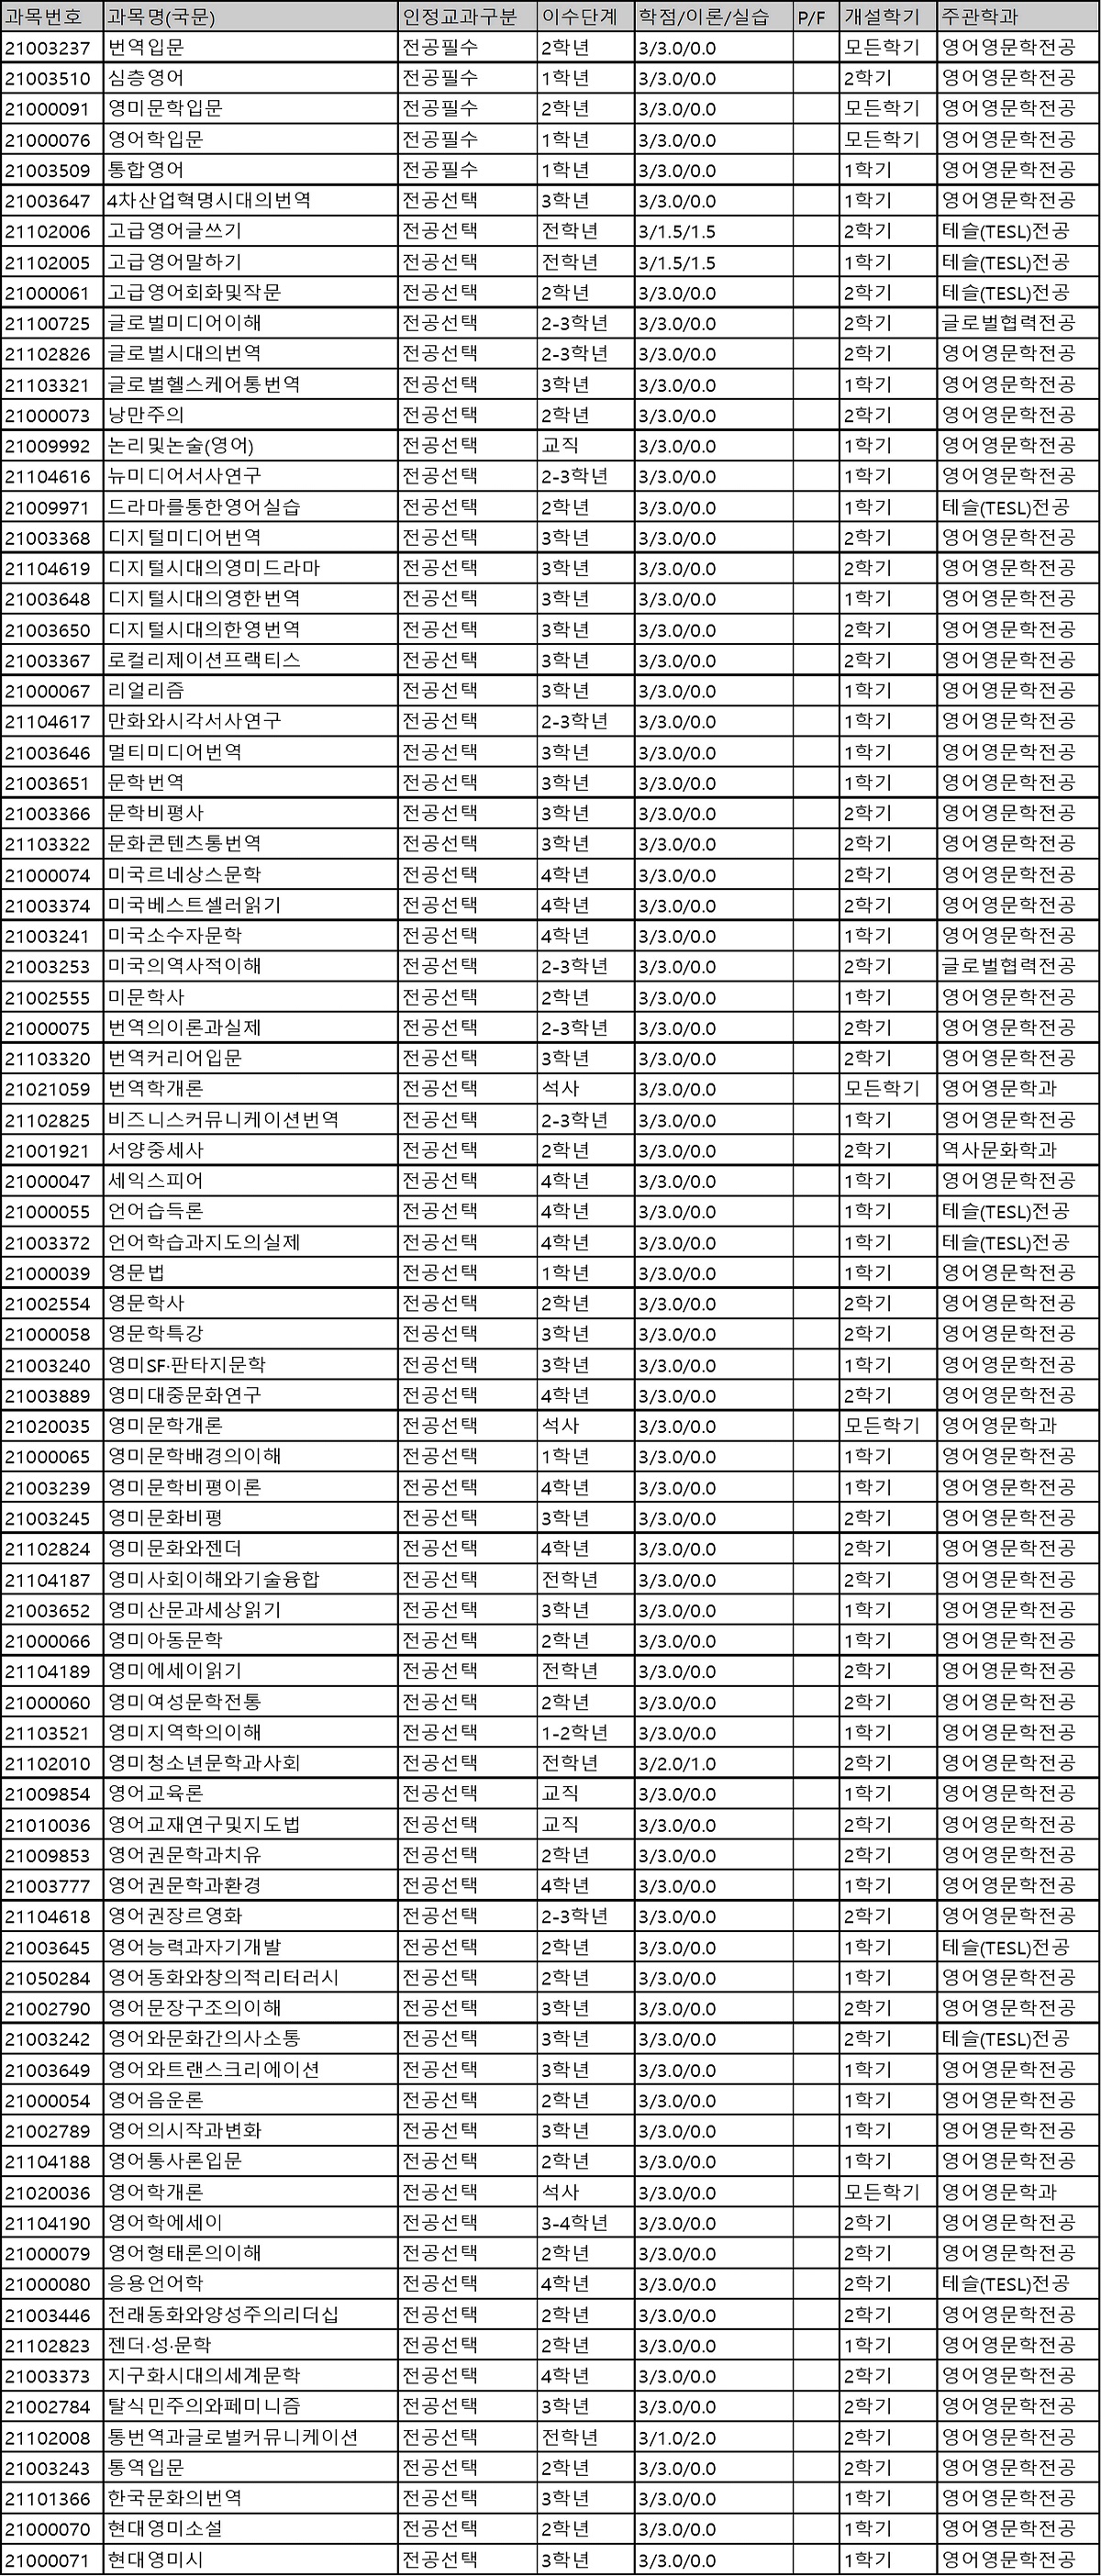 과목번호 과목명(국문) 인정교과구분 이수단계 학점/이론/실습 P/F 개설학기 주관학과
21003237 번역입문 전공필수 2학년 3/3.0/0.0 모든학기 영어영문학전공
21003510 심층영어 전공필수 1학년 3/3.0/0.0 2학기 영어영문학전공
21000091 영미문학입문 전공필수 2학년 3/3.0/0.0 모든학기 영어영문학전공
21000076 영어학입문 전공필수 1학년 3/3.0/0.0 모든학기 영어영문학전공
21003509 통합영어 전공필수 1학년 3/3.0/0.0 1학기 영어영문학전공
21003647 4차산업혁명시대의번역 전공선택 3학년 3/3.0/0.0 1학기 영어영문학전공
21102006 고급영어글쓰기 전공선택 전학년 3/1.5/1.5 2학기 테슬(TESL)전공
21102005 고급영어말하기 전공선택 전학년 3/1.5/1.5 1학기 테슬(TESL)전공
21000061 고급영어회화및작문 전공선택 2학년 3/3.0/0.0 2학기 테슬(TESL)전공
21100725 글로벌미디어이해 전공선택 2-3학년 3/3.0/0.0 2학기 글로벌협력전공
21102826 글로벌시대의번역 전공선택 2-3학년 3/3.0/0.0 2학기 영어영문학전공
21103321 글로벌헬스케어통번역 전공선택 3학년 3/3.0/0.0 1학기 영어영문학전공
21000073 낭만주의 전공선택 2학년 3/3.0/0.0 2학기 영어영문학전공
21009992 논리및논술(영어) 전공선택 교직 3/3.0/0.0 1학기 영어영문학전공
21104616 뉴미디어서사연구 전공선택 2-3학년 3/3.0/0.0 1학기 영어영문학전공
21009971 드라마를통한영어실습 전공선택 2학년 3/3.0/0.0 1학기 테슬(TESL)전공
21003368 디지털미디어번역 전공선택 3학년 3/3.0/0.0 2학기 영어영문학전공
21104619 디지털시대의영미드라마 전공선택 3학년 3/3.0/0.0 2학기 영어영문학전공
21003648 디지털시대의영한번역 전공선택 3학년 3/3.0/0.0 1학기 영어영문학전공
21003650 디지털시대의한영번역 전공선택 3학년 3/3.0/0.0 2학기 영어영문학전공
21003367 로컬리제이션프랙티스 전공선택 3학년 3/3.0/0.0 2학기 영어영문학전공
21000067 리얼리즘 전공선택 3학년 3/3.0/0.0 1학기 영어영문학전공
21104617 만화와시각서사연구 전공선택 2-3학년 3/3.0/0.0 1학기 영어영문학전공
21003646 멀티미디어번역 전공선택 3학년 3/3.0/0.0 1학기 영어영문학전공
21003651 문학번역 전공선택 3학년 3/3.0/0.0 1학기 영어영문학전공
21003366 문학비평사 전공선택 3학년 3/3.0/0.0 2학기 영어영문학전공
21103322 문화콘텐츠통번역 전공선택 3학년 3/3.0/0.0 2학기 영어영문학전공
21000074 미국르네상스문학 전공선택 4학년 3/3.0/0.0 2학기 영어영문학전공
21003374 미국베스트셀러읽기 전공선택 4학년 3/3.0/0.0 2학기 영어영문학전공
21003241 미국소수자문학 전공선택 4학년 3/3.0/0.0 1학기 영어영문학전공
21003253 미국의역사적이해 전공선택 2-3학년 3/3.0/0.0 2학기 글로벌협력전공
21002555 미문학사 전공선택 2학년 3/3.0/0.0 1학기 영어영문학전공
21000075 번역의이론과실제 전공선택 2-3학년 3/3.0/0.0 2학기 영어영문학전공
21103320 번역커리어입문 전공선택 3학년 3/3.0/0.0 2학기 영어영문학전공
21021059 번역학개론 전공선택 석사 3/3.0/0.0 모든학기 영어영문학과
21102825 비즈니스커뮤니케이션번역 전공선택 2-3학년 3/3.0/0.0 1학기 영어영문학전공
21001921 서양중세사 전공선택 2학년 3/3.0/0.0 2학기 역사문화학과
21000047 세익스피어 전공선택 4학년 3/3.0/0.0 1학기 영어영문학전공
21000055 언어습득론 전공선택 4학년 3/3.0/0.0 1학기 테슬(TESL)전공
21003372 언어학습과지도의실제 전공선택 4학년 3/3.0/0.0 1학기 테슬(TESL)전공
21000039 영문법 전공선택 1학년 3/3.0/0.0 1학기 영어영문학전공
21002554 영문학사 전공선택 2학년 3/3.0/0.0 2학기 영어영문학전공
21000058 영문학특강 전공선택 3학년 3/3.0/0.0 2학기 영어영문학전공
21003240 영미SF·판타지문학 전공선택 3학년 3/3.0/0.0 1학기 영어영문학전공
21003889 영미대중문화연구 전공선택 4학년 3/3.0/0.0 2학기 영어영문학전공
21020035 영미문학개론 전공선택 석사 3/3.0/0.0 모든학기 영어영문학과
21000065 영미문학배경의이해 전공선택 1학년 3/3.0/0.0 1학기 영어영문학전공
21003239 영미문학비평이론 전공선택 4학년 3/3.0/0.0 1학기 영어영문학전공
21003245 영미문화비평 전공선택 3학년 3/3.0/0.0 2학기 영어영문학전공
21102824 영미문화와젠더 전공선택 4학년 3/3.0/0.0 2학기 영어영문학전공
21104187 영미사회이해와기술융합 전공선택 전학년 3/3.0/0.0 2학기 영어영문학전공
21003652 영미산문과세상읽기 전공선택 3학년 3/3.0/0.0 1학기 영어영문학전공
21000066 영미아동문학 전공선택 2학년 3/3.0/0.0 1학기 영어영문학전공
21104189 영미에세이읽기 전공선택 전학년 3/3.0/0.0 2학기 영어영문학전공
21000060 영미여성문학전통 전공선택 2학년 3/3.0/0.0 2학기 영어영문학전공
21103521 영미지역학의이해 전공선택 1-2학년 3/3.0/0.0 1학기 영어영문학전공
21102010 영미청소년문학과사회 전공선택 전학년 3/2.0/1.0 2학기 영어영문학전공
21009854 영어교육론 전공선택 교직 3/3.0/0.0 1학기 영어영문학전공
21010036 영어교재연구및지도법 전공선택 교직 3/3.0/0.0 2학기 영어영문학전공
21009853 영어권문학과치유 전공선택 2학년 3/3.0/0.0 2학기 영어영문학전공
21003777 영어권문학과환경 전공선택 4학년 3/3.0/0.0 1학기 영어영문학전공
21104618 영어권장르영화 전공선택 2-3학년 3/3.0/0.0 2학기 영어영문학전공
21003645 영어능력과자기개발 전공선택 2학년 3/3.0/0.0 1학기 테슬(TESL)전공
21050284 영어동화와창의적리터러시 전공선택 2학년 3/3.0/0.0 1학기 영어영문학전공
21002790 영어문장구조의이해 전공선택 3학년 3/3.0/0.0 2학기 영어영문학전공
21003242 영어와문화간의사소통 전공선택 3학년 3/3.0/0.0 2학기 테슬(TESL)전공
21003649 영어와트랜스크리에이션 전공선택 3학년 3/3.0/0.0 1학기 영어영문학전공
21000054 영어음운론 전공선택 2학년 3/3.0/0.0 1학기 영어영문학전공
21002789 영어의시작과변화 전공선택 3학년 3/3.0/0.0 1학기 영어영문학전공
21104188 영어통사론입문 전공선택 2학년 3/3.0/0.0 1학기 영어영문학전공
21020036 영어학개론 전공선택 석사 3/3.0/0.0 모든학기 영어영문학과
21104190 영어학에세이 전공선택 3-4학년 3/3.0/0.0 2학기 영어영문학전공
21000079 영어형태론의이해 전공선택 2학년 3/3.0/0.0 2학기 영어영문학전공
21000080 응용언어학 전공선택 4학년 3/3.0/0.0 2학기 테슬(TESL)전공
21003446 전래동화와양성주의리더십 전공선택 2학년 3/3.0/0.0 2학기 영어영문학전공
21102823 젠더·성·문학 전공선택 2학년 3/3.0/0.0 1학기 영어영문학전공
21003373 지구화시대의세계문학 전공선택 4학년 3/3.0/0.0 2학기 영어영문학전공
21002784 탈식민주의와페미니즘 전공선택 3학년 3/3.0/0.0 2학기 영어영문학전공
21102008 통번역과글로벌커뮤니케이션 전공선택 전학년 3/1.0/2.0 2학기 영어영문학전공
21003243 통역입문 전공선택 2학년 3/3.0/0.0 2학기 영어영문학전공
21101366 한국문화의번역 전공선택 3학년 3/3.0/0.0 1학기 영어영문학전공
21000070 현대영미소설 전공선택 2학년 3/3.0/0.0 1학기 영어영문학전공
21000071 현대영미시 전공선택 3학년 3/3.0/0.0 1학기 영어영문학전공